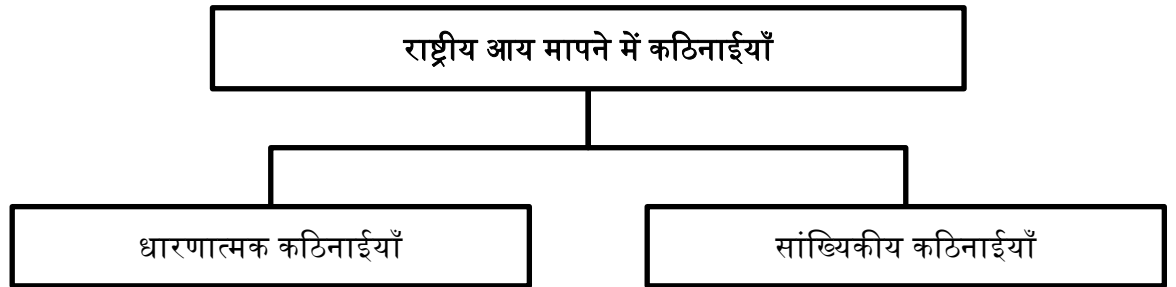 राष्ट्रीय आय मापने में कठिनाईयाँ
धारणात्मक कठिनाईयाँ
सांख्यिकीय कठिनाईयाँ